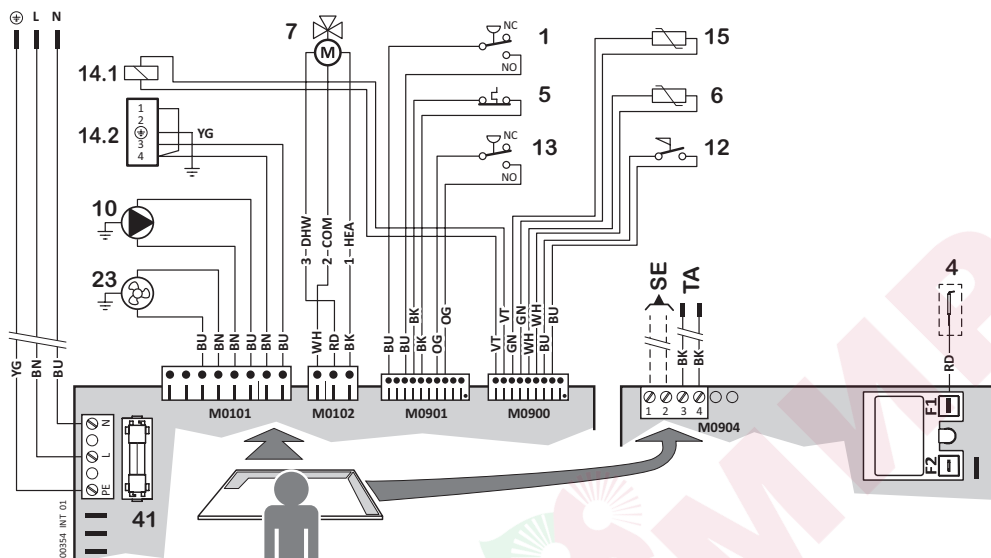 L N
7
NC
1
15
14.1
M
NO
1
2
3
4
14.2
YG
5
6
NC
13
12
NO
10
3-DHW
2-COM
1-HEA
23
SE
TA
4
YG
BN
BU
BU
BN
BN
BU
BN
BU
WH
RD
BK
BU
BU
BK
BK
OG
OG
VT
VT
GN
GN
WH
WH
BU
BU
BK
BK
RD
M0101
M0102
M0901
M0900
1 2 3 4
M0904
F1
F2
N
L
PE
41
00354 INT 01